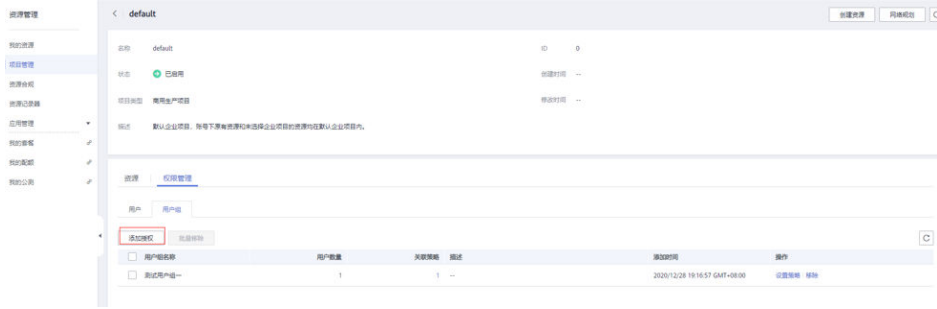 资源管理
我的资源
项目管理
资源合规
资源记录器
应用管理
我的套餐
我的配额
我的公测
< default
创建资源 网络规划
名称 default ID 0
状态 已启用 创建时间 --
项目类型 商用生产项目 修改时间 --
描述 默认企业项目，账号下原有资源和未选择企业项目的资源均在默认企业项目内。
资源 权限管理
用户 用户组
添加授权 批量移除
用户组名称 用户数量 关联策略 描述 添加时间 操作
测试用户组一 1 1 -- 2020/12/28 19:16:57 GMT+08:00 设置策略 移除